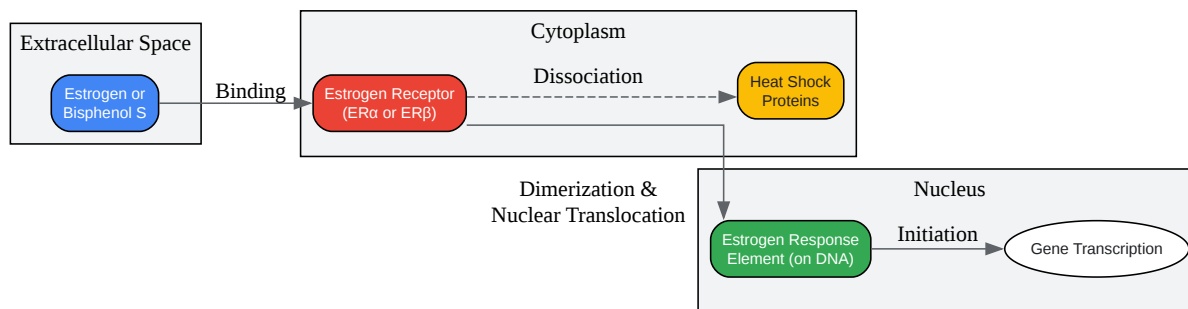 Extracellular Space
Estrogen or
Bisphenol S
Binding
Cytoplasm
Estrogen Receptor
(ERα or ERβ)
Dissociation
Heat Shock
Proteins
Dimerization &
Nuclear Translocation
Nucleus
Estrogen Response
Element (on DNA)
Initiation
Gene Transcription